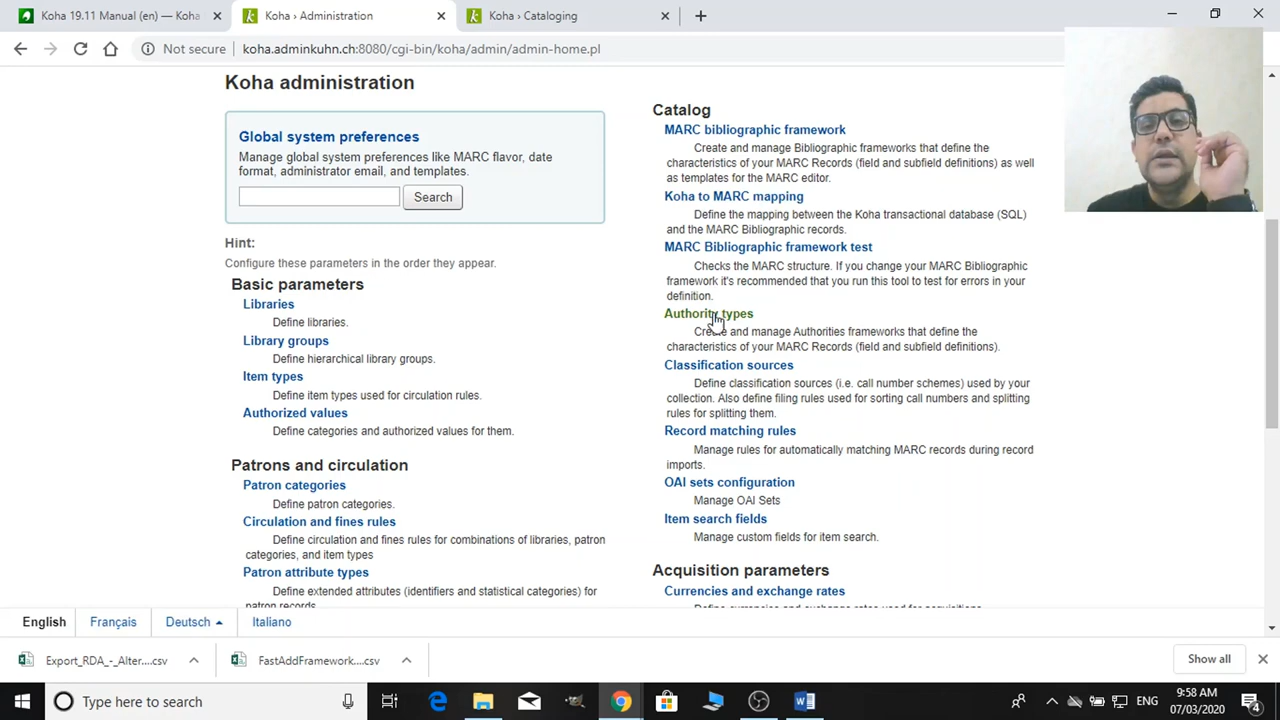 Koha 19.11 Manual (en) — Koha
Koha › Administration
Koha › Cataloging
Not secure
koha.adminkuhn.ch:8080/cgi-bin/koha/admin/admin-home.pl
Koha administration
Global system preferences
Manage global system preferences like MARC flavor, date
format, administrator email, and templates.
Search
Hint:
Configure these parameters in the order they appear.
Basic parameters
Libraries
Define libraries.
Library groups
Define hierarchical library groups.
Item types
Define item types used for circulation rules.
Authorized values
Define categories and authorized values for them.
Patrons and circulation
Patron categories
Define patron categories.
Circulation and fines rules
Define circulation and fines rules for combinations of libraries, patron
categories, and item types
Patron attribute types
Define extended attributes (identifiers and statistical categories) for
patron records
Catalog
MARC bibliographic framework
Create and manage Bibliographic frameworks that define the
characteristics of your MARC Records (field and subfield definitions) as well
as templates for the MARC editor.
Koha to MARC mapping
Define the mapping between the Koha transactional database (SQL)
and the MARC Bibliographic records.
MARC Bibliographic framework test
Checks the MARC structure. If you change your MARC Bibliographic
framework it's recommended that you run this tool to test for errors in your
definition.
Authority types
Create and manage Authorities frameworks that define the
characteristics of your MARC Records (field and subfield definitions).
Classification sources
Define classification sources (i.e. call number schemes) used by your
collection. Also define filing rules used for sorting call numbers and splitting
rules for splitting them.
Record matching rules
Manage rules for automatically matching MARC records during record
imports.
OAI sets configuration
Manage OAI Sets
Item search fields
Manage custom fields for item search.
Acquisition parameters
Currencies and exchange rates
Define currencies and exchange rates used for acquisitions.
English
Français
Deutsch
Italiano
Export_RDA_-_Alter....csv
FastAddFramework....csv
Show all
Type here to search
ENG
9:58 AM
07/03/2020
4